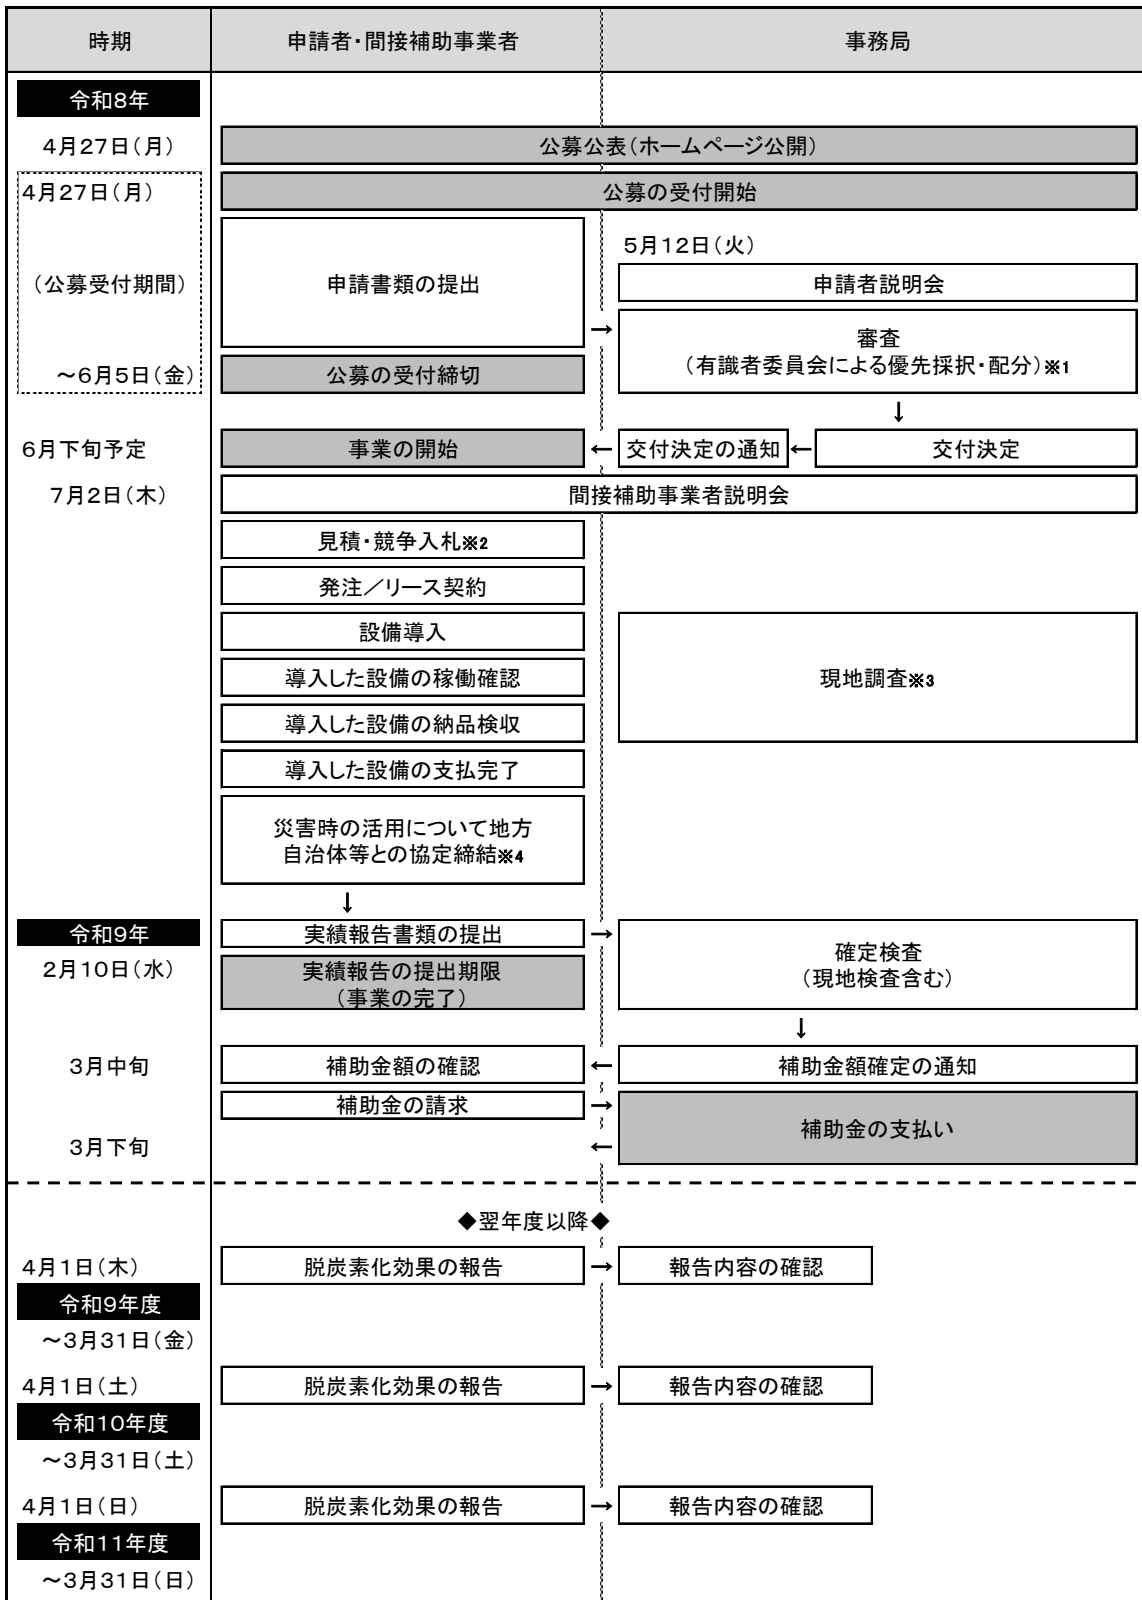 時期 申請者・間接補助事業者 事務局
令和8年
4月27日(月) 公募公表(ホームページ公開)
4月27日(月) 公募の受付開始
5月12日(火)
(公募受付期間) 申請書類の提出 申請者説明会
→
審査
(有識者委員会による優先採択・配分)※1
～6月5日(金) 公募の受付締切
↓
6月下旬予定 事業の開始 ← 交付決定の通知 ← 交付決定
7月2日(木) 間接補助事業者説明会
見積・競争入札※2
発注／リース契約
設備導入
導入した設備の稼働確認 現地調査※3
導入した設備の納品検収
導入した設備の支払完了
災害時の活用について地方
自治体等との協定締結※4
↓
令和9年 実績報告書類の提出 →
確定検査
(現地検査含む)
2月10日(水) 実績報告の提出期限
(事業の完了)
↓
3月中旬 補助金額の確認 ← 補助金額確定の通知
補助金の請求 →
補助金の支払い
3月下旬 ←
◆翌年度以降◆
4月1日(木) 脱炭素化効果の報告 → 報告内容の確認
令和9年度
～3月31日(金)
4月1日(土) 脱炭素化効果の報告 → 報告内容の確認
令和10年度
～3月31日(土)
4月1日(日) 脱炭素化効果の報告 → 報告内容の確認
令和11年度
～3月31日(日)